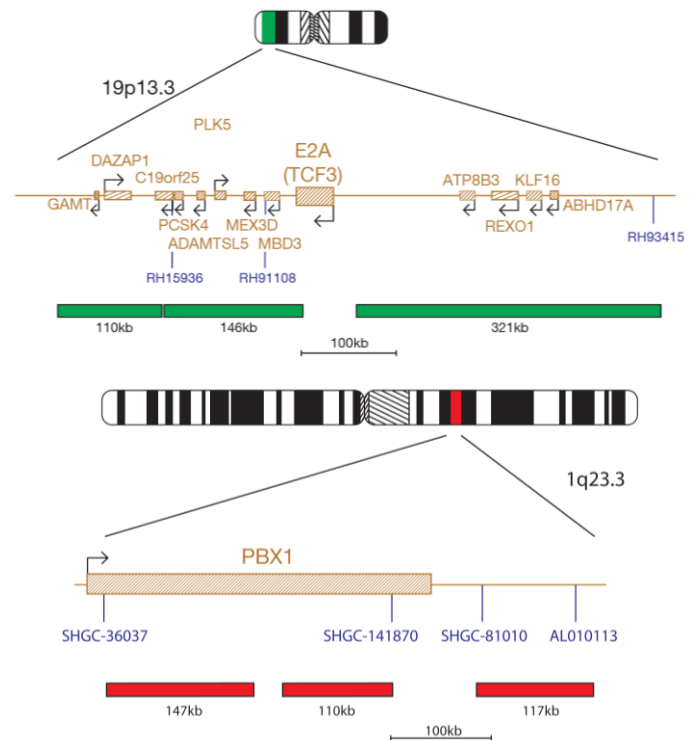 19p13.3
PLK5
DAZAP1
E2A
(TCF3)
C19orf25
ATP8B3
KLF16
GAMT
ABHD17A
PCSK4
MEX3D
REXO1
ADAMTSL5
MBD3
RH93415
RH15936
RH91108
110kb
146kb
321kb
100kb
1q23.3
PBX1
SHGC-36037
SHGC-141870
SHGC-81010
AL010113
147kb
110kb
117kb
100kb